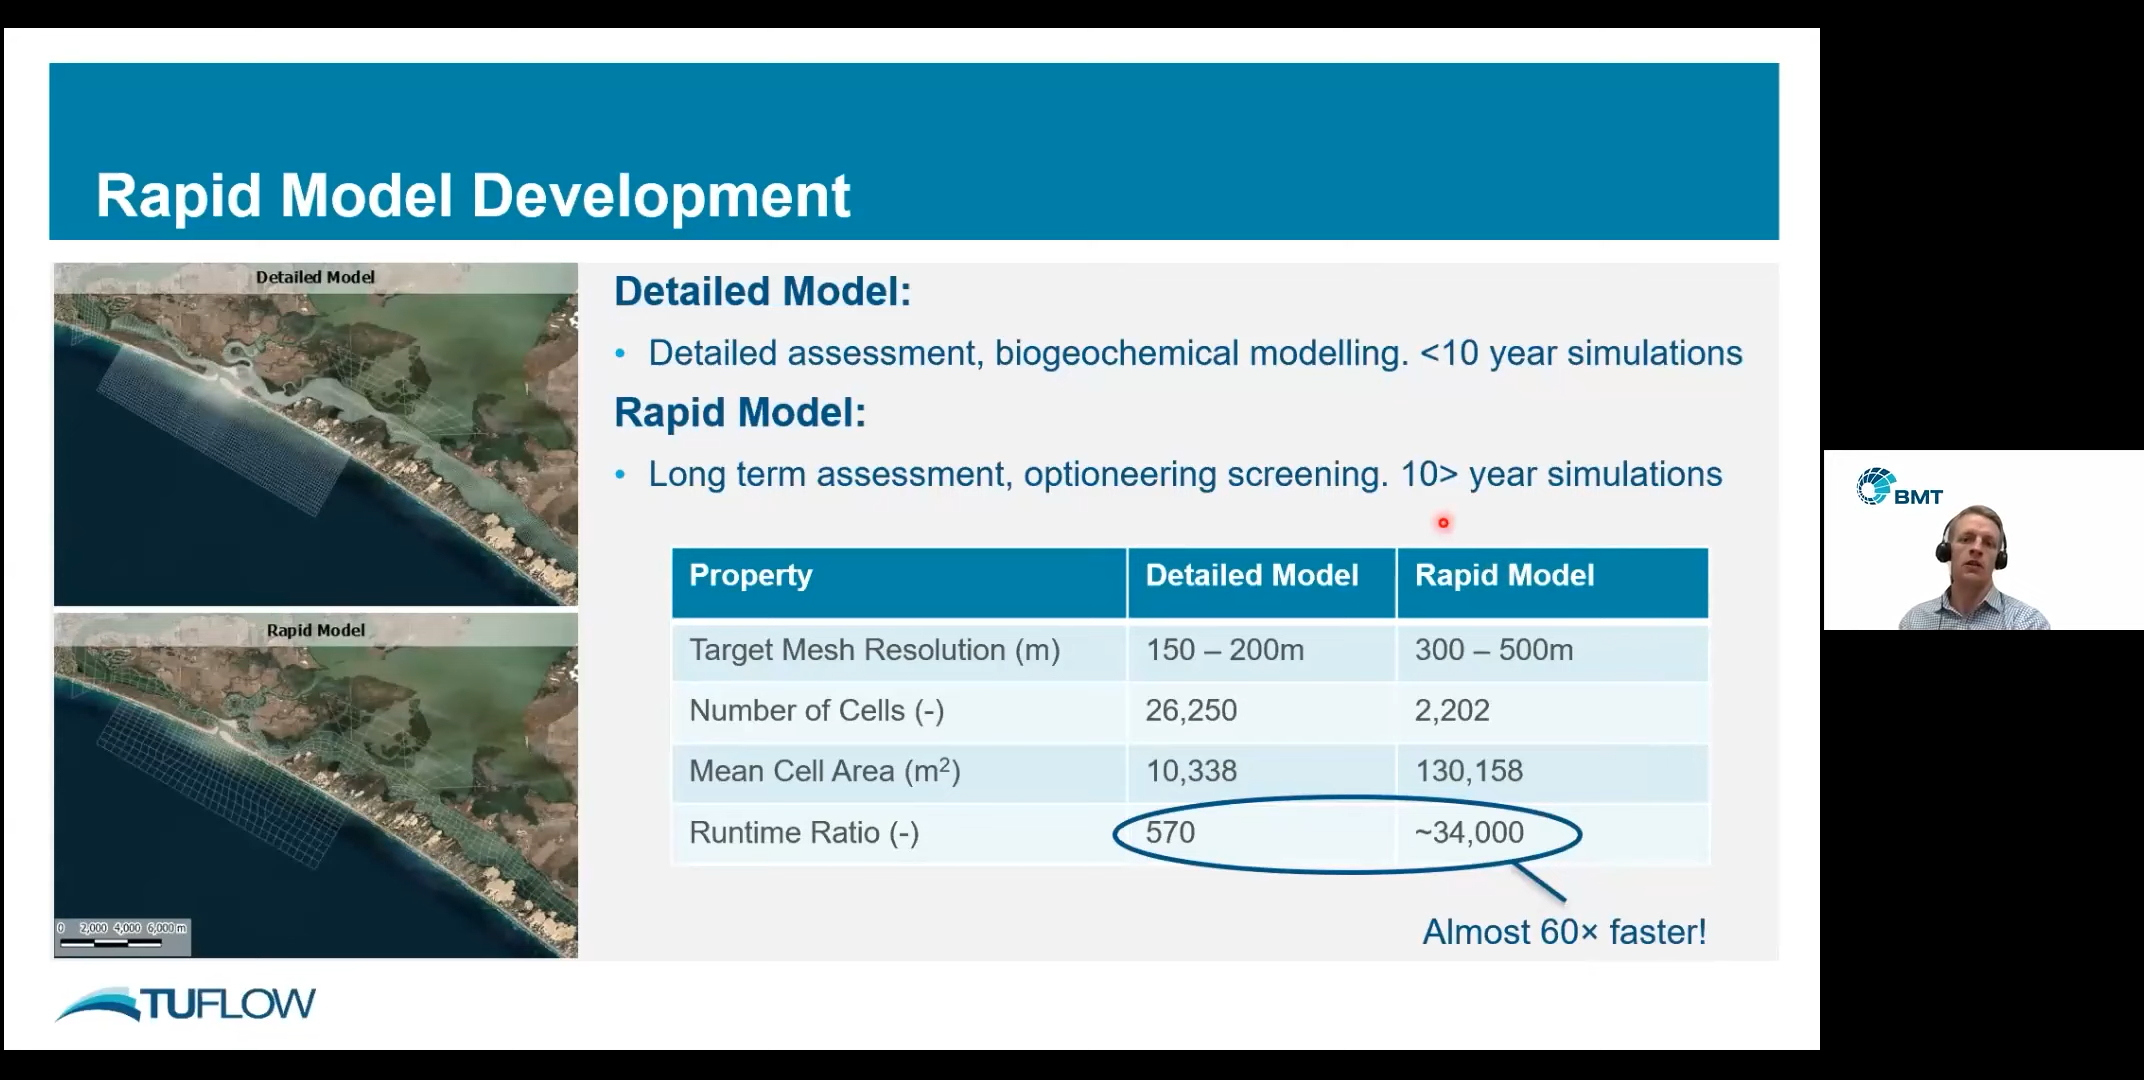 Rapid Model Development
Detailed Model
Rapid Model
0 2,000 4,000 6,000 m
Detailed Model:
• Detailed assessment, biogeochemical modelling. <10 year simulations
Rapid Model:
• Long term assessment, optioneering screening. 10> year simulations
Property Detailed Model Rapid Model
Target Mesh Resolution (m) 150 – 200m 300 – 500m
Number of Cells (-) 26,250 2,202
Mean Cell Area (m²) 10,338 130,158
Runtime Ratio (-) 570 ~34,000
Almost 60× faster!
TUFLOW
BMT